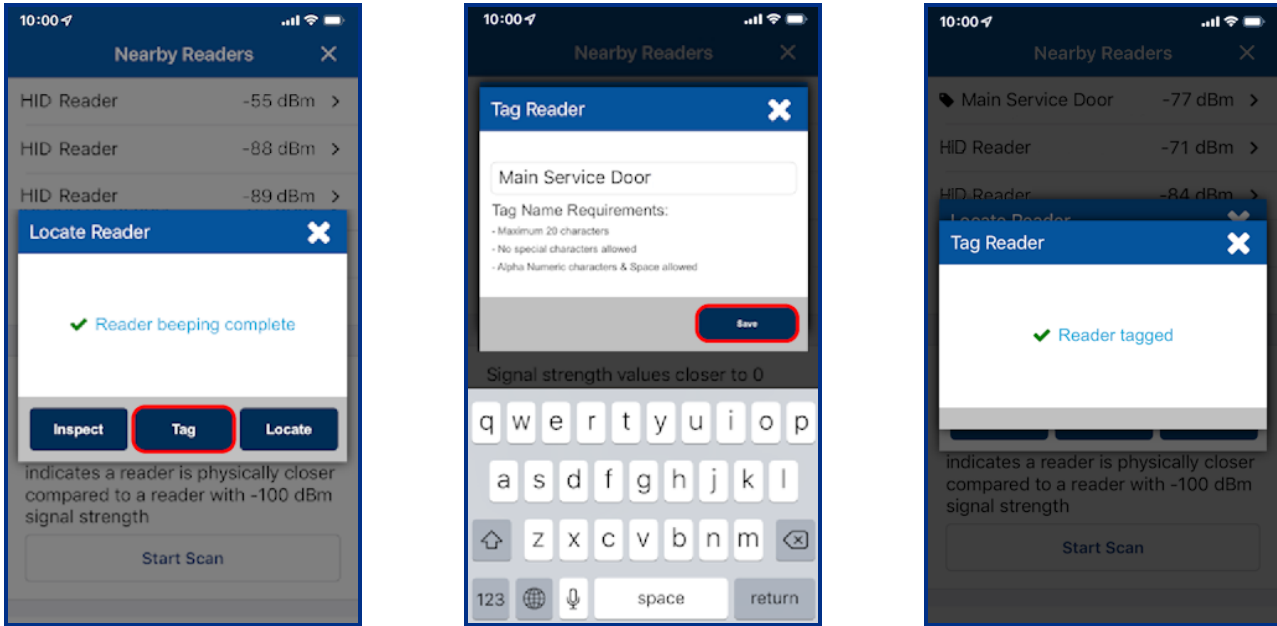 10:00
Nearby Readers
HID Reader -55 dBm
HID Reader -88 dBm
HID Reader -89 dBm
Locate Reader
Reader beeping complete
Inspect Tag Locate
indicates a reader is physically closer
compared to a reader with -100 dBm
signal strength
Start Scan
10:00
Nearby Readers
Tag Reader
Main Service Door
Tag Name Requirements:
- Maximum 20 characters
- No special characters allowed
- Alpha Numeric characters & Space allowed
Save
Signal strength values closer to 0
q w e r t y u i o p
a s d f g h j k l
z x c v b n m
123 space return
10:00
Nearby Readers
Main Service Door -77 dBm
HID Reader -71 dBm
HID Reader -84 dBm
Locate Reader
Tag Reader
Reader tagged
indicates a reader is physically closer
compared to a reader with -100 dBm
signal strength
Start Scan